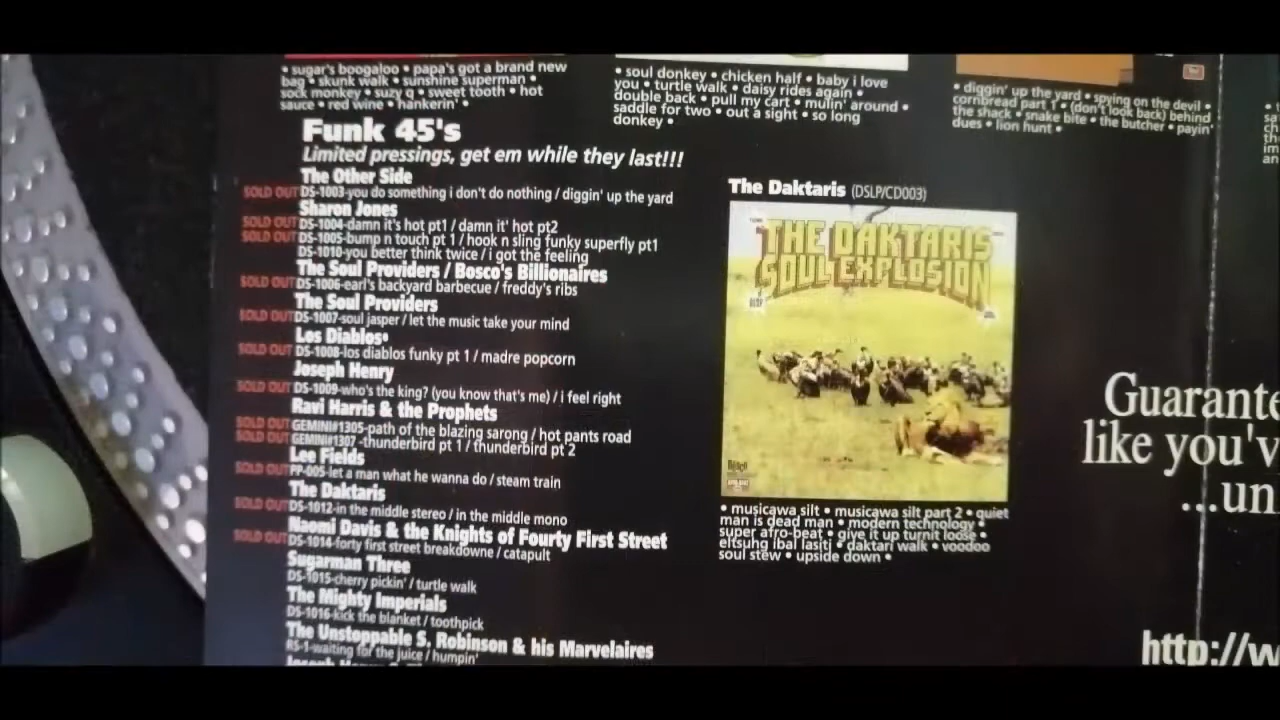 • sugar's boogaloo • papa's got a brand new
bag • skunk walk • sunshine superman •
sock monkey • suzy q • sweet tooth • hot
sauce • red wine • hankerin' •
• soul donkey • chicken half • baby i love
you • turtle walk • daisy rides again •
double back • pull my cart • mulin' around •
saddle for two • out a sight • so long
donkey •
• diggin' up the yard • spying on the devil •
cornbread part 1 • (don't look back) behind
the shack • snake bite • the butcher • payin'
dues • lion hunt •
Funk 45's
Limited pressings, get em while they last!!!
The Other Side
SOLD OUT DS-1003-you do something i don't do nothing / diggin' up the yard
Sharon Jones
SOLD OUT DS-1004-damn it's hot pt1 / damn it' hot pt2
SOLD OUT DS-1005-bump n touch pt 1 / hook n sling funky superfly pt1
DS-1010-you better think twice / i got the feeling
The Soul Providers / Bosco's Billionaires
SOLD OUT DS-1006-earl's backyard barbecue / freddy's ribs
The Soul Providers
SOLD OUT DS-1007-soul jasper / let the music take your mind
Los Diablos•
SOLD OUT DS-1008-los diablos funky pt 1 / madre popcorn
Joseph Henry
SOLD OUT DS-1009-who's the king? (you know that's me) / i feel right
Ravi Harris & the Prophets
SOLD OUT GEMINI#1305-path of the blazing sarong / hot pants road
SOLD OUT GEMINI#1307 -thunderbird pt 1 / thunderbird pt 2
Lee Fields
SOLD OUT PP-005-let a man what he wanna do / steam train
The Daktaris
SOLD OUT DS-1012-in the middle stereo / in the middle mono
Naomi Davis & the Knights of Fourty First Street
SOLD OUT DS-1014-forty first street breakdowne / catapult
Sugarman Three
DS-1015-cherry pickin' / turtle walk
The Mighty Imperials
DS-1016-kick the blanket / toothpick
The Unstoppable S. Robinson & his Marvelaires
RS-1-waiting for the juice / humpin'
Joseph Henry
The Daktaris (DSLP/CD003)
THE DAKTARIS
SOUL EXPLOSION
• musicawa silt • musicawa silt part 2 • quiet
man is dead man • modern technology •
super afro-beat • give it up turnit loose •
eltsuhg ibal lasiti • daktari walk • voodoo
soul stew • upside down •
Guarante
like you'v
...un
http://w